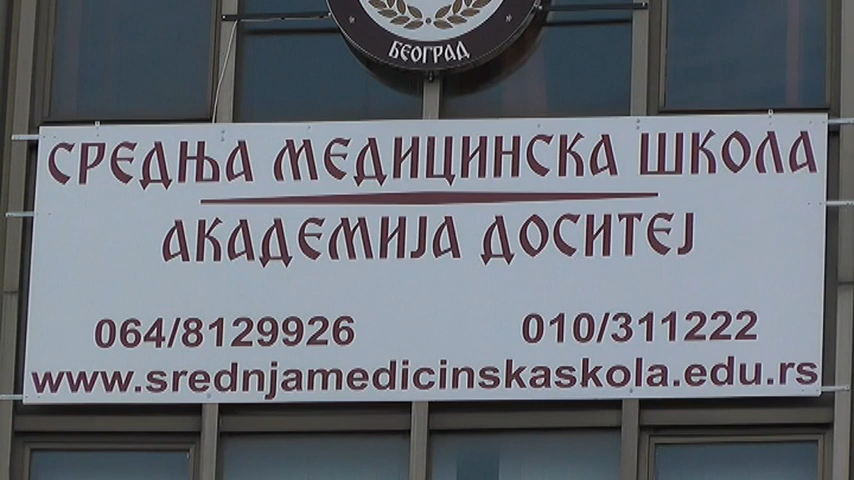 БЕОГРАД
СРЕДЊА МЕДИЦИНСКА ШКОЛА
АКАДЕМИЈА ДОСИТЕЈ
064/8129926 010/311222
www.srednjamedicinskaskola.edu.rs